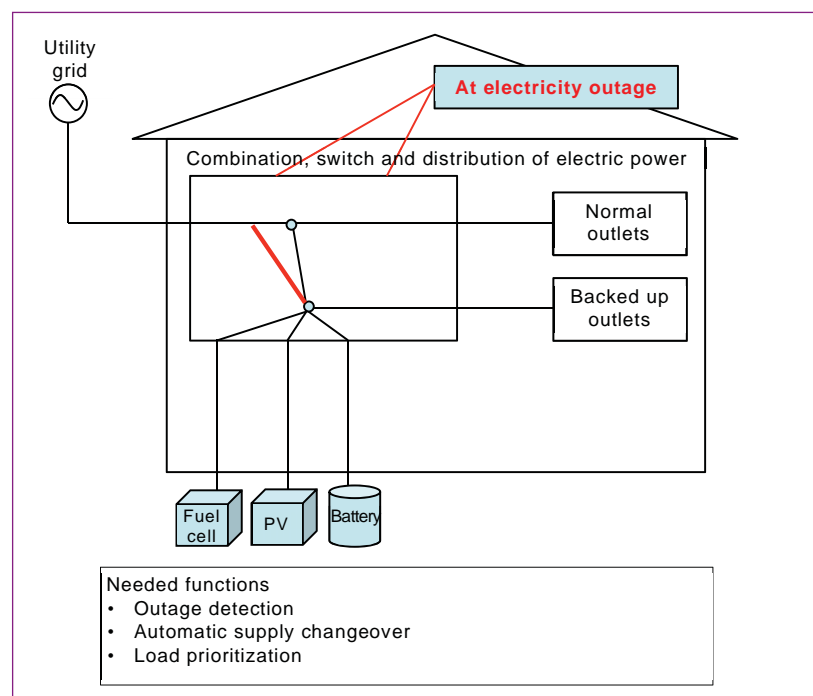 Utility
grid
At electricity outage
Combination, switch and distribution of electric power
Normal
outlets
Backed up
outlets
Fuel
cell
PV
Battery
Needed functions
• Outage detection
• Automatic supply changeover
• Load prioritization